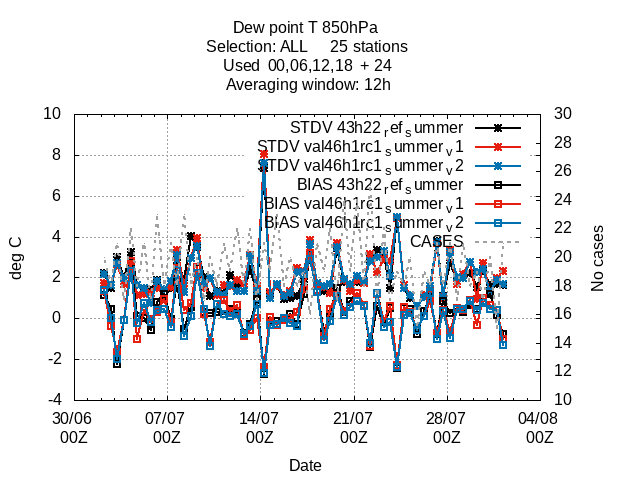 Dew point T 850hPa
Selection: ALL 25 stations
Used 00,06,12,18 + 24
Averaging window: 12h
10 30
STDV 43h22_ref_summer
28
STDV val46h1rc1_summer_v1
8
STDV val46h1rc1_summer_v2
26
BIAS 43h22_ref_summer
6 24
BIAS val46h1rc1_summer_v1
BIAS val46h1rc1_summer_v2
22
4
CASES
deg C
No cases
20
2 18
16
0
14
-2
12
-4 10
30/06 07/07 14/07 21/07 28/07 04/08
00Z 00Z 00Z 00Z 00Z 00Z
Date